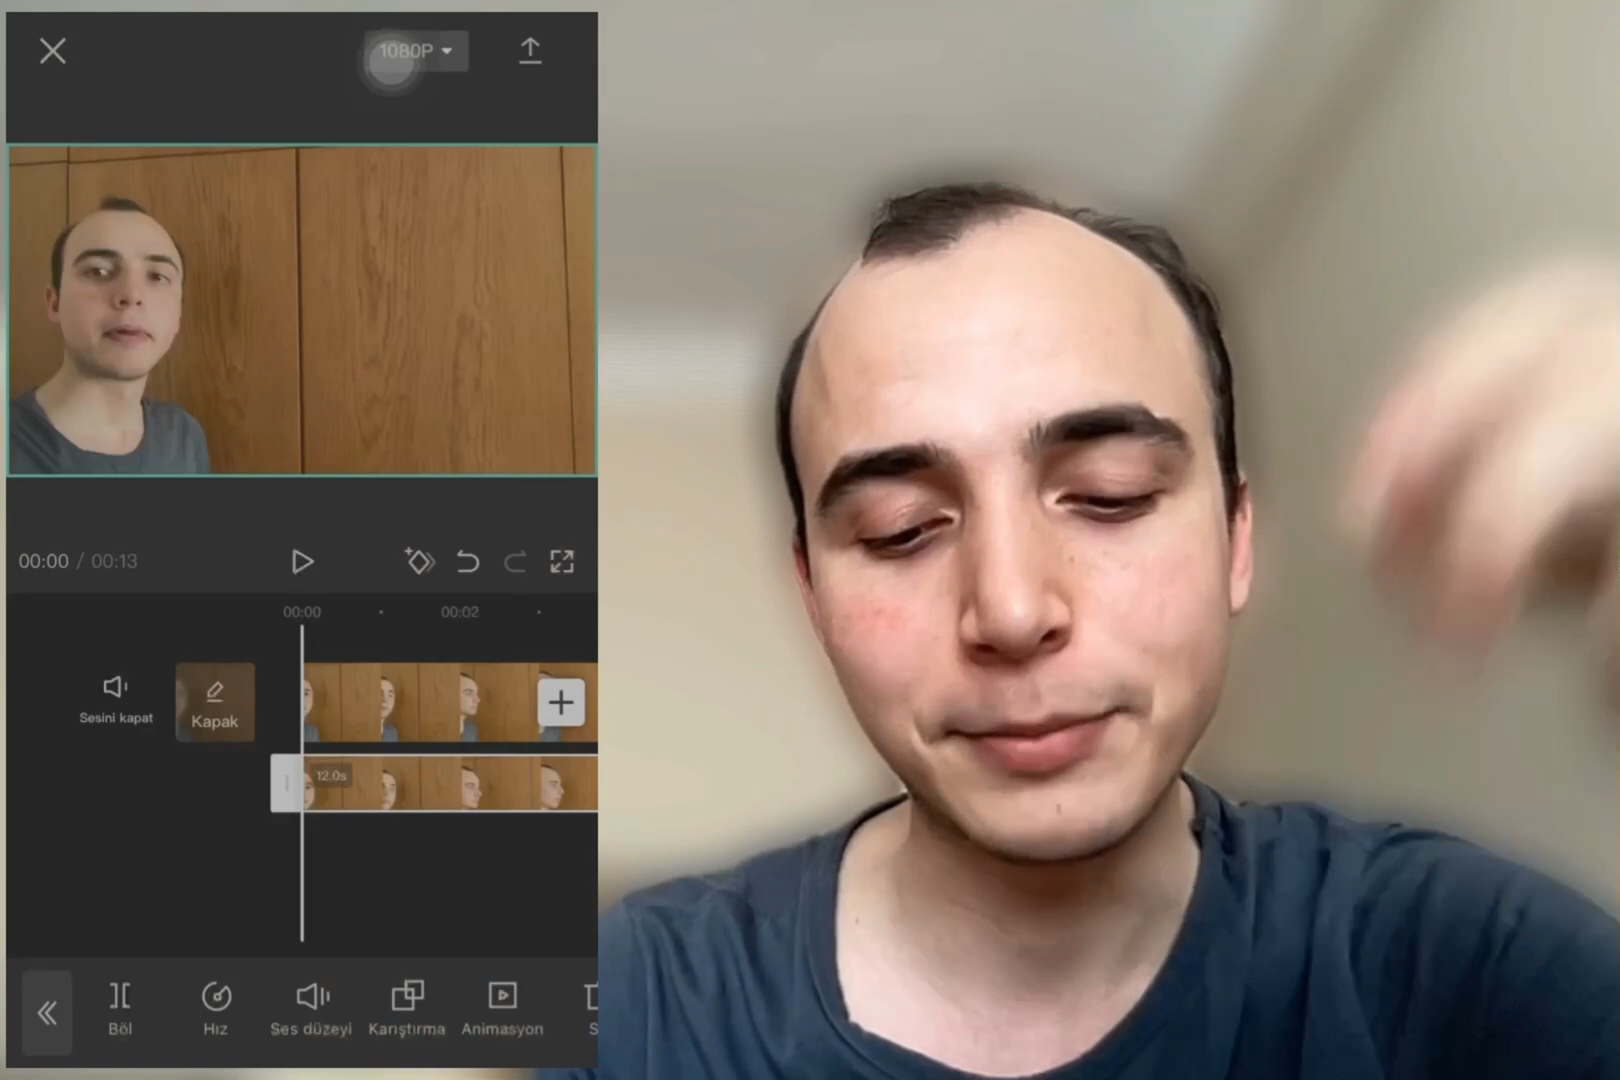 1080P
00:00 / 00:13
00:00
00:02
Sesini kapat
Kapak
12.0s
Böl
Hız
Ses düzeyi
Karıştırma
Animasyon
S